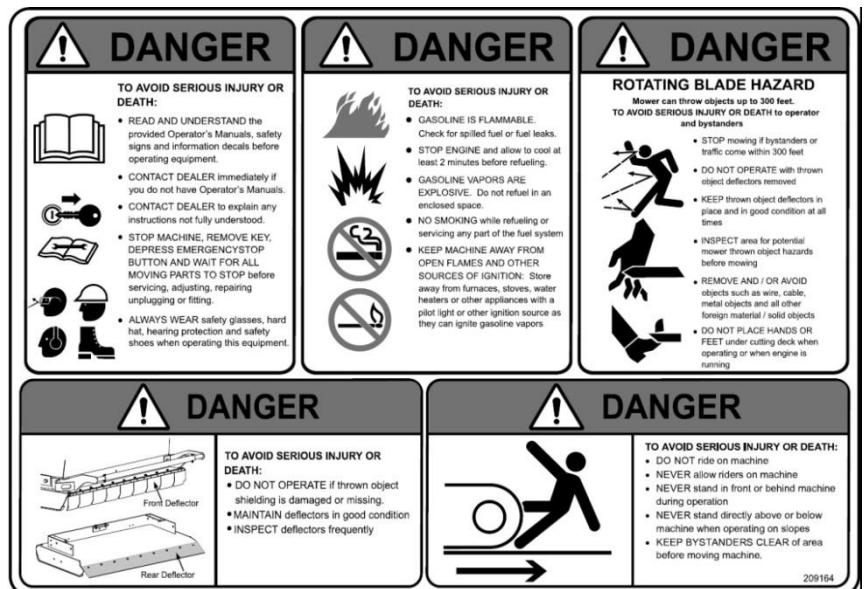 DANGER
TO AVOID SERIOUS INJURY OR
DEATH:
• READ AND UNDERSTAND the
provided Operator's Manuals, safety
signs and information decals before
operating equipment.
• CONTACT DEALER immediately if
you do not have Operator's Manuals.
• CONTACT DEALER to explain any
instructions not fully understood.
• STOP MACHINE, REMOVE KEY,
DEPRESS EMERGENCYSTOP
BUTTON AND WAIT FOR ALL
MOVING PARTS TO STOP before
servicing, adjusting, repairing
unplugging or fitting.
• ALWAYS WEAR safety glasses, hard
hat, hearing protection and safety
shoes when operating this equipment.
DANGER
TO AVOID SERIOUS INJURY OR
DEATH:
• GASOLINE IS FLAMMABLE.
Check for spilled fuel or fuel leaks.
• STOP ENGINE and allow to cool at
least 2 minutes before refueling.
• GASOLINE VAPORS ARE
EXPLOSIVE. Do not refuel in an
enclosed space.
• NO SMOKING while refueling or
servicing any part of the fuel system
• KEEP MACHINE AWAY FROM
OPEN FLAMES AND OTHER
SOURCES OF IGNITION: Store
away from furnaces, stoves, water
heaters or other appliances with a
pilot light or other ignition source as
they can ignite gasoline vapors
DANGER
ROTATING BLADE HAZARD
Mower can throw objects up to 300 feet.
TO AVOID SERIOUS INJURY OR DEATH to operator
and bystanders
• STOP mowing if bystanders or
traffic come within 300 feet
• DO NOT OPERATE with thrown
object deflectors removed
• KEEP thrown object deflectors in
place and in good condition at all
times
• INSPECT area for potential
mower thrown object hazards
before mowing
• REMOVE AND / OR AVOID
objects such as wire, cable,
metal objects and all other
foreign material / solid objects
• DO NOT PLACE HANDS OR
FEET under cutting deck when
operating or when engine is
running
DANGER
Front Deflector
Rear Deflector
TO AVOID SERIOUS INJURY OR
DEATH:
• DO NOT OPERATE if thrown object
shielding is damaged or missing.
• MAINTAIN deflectors in good condition
• INSPECT deflectors frequently
DANGER
TO AVOID SERIOUS INJURY OR DEATH:
• DO NOT ride on machine
• NEVER allow riders on machine
• NEVER stand in front or behind machine
during operation
• NEVER stand directly above or below
machine when operating on slopes
• KEEP BYSTANDERS CLEAR of area
before moving machine.
209164